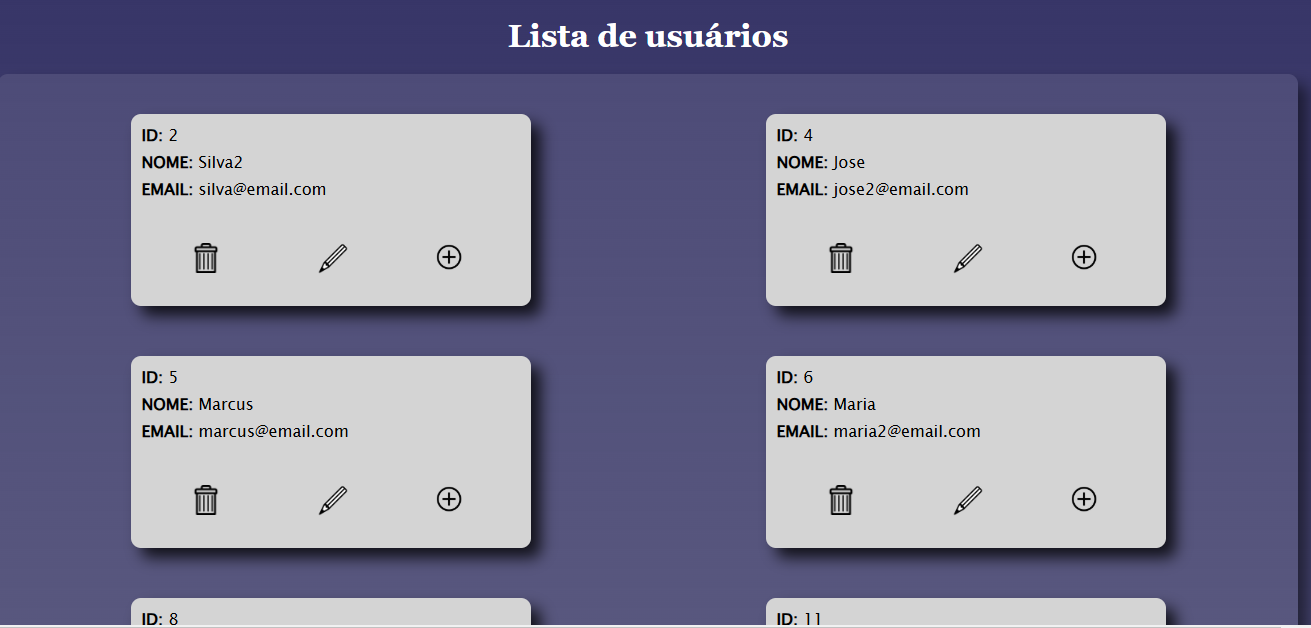 Lista de usuários
ID: 2
NOME: Silva2
EMAIL: silva@email.com
ID: 4
NOME: Jose
EMAIL: jose2@email.com
ID: 5
NOME: Marcus
EMAIL: marcus@email.com
ID: 6
NOME: Maria
EMAIL: maria2@email.com
ID: 8
ID: 11